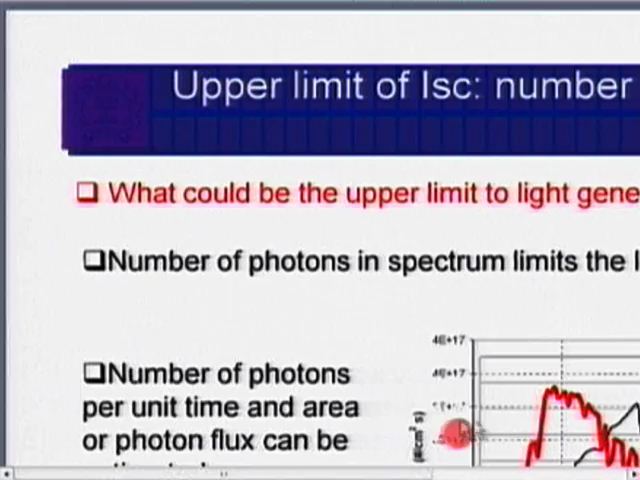 Upper limit of Isc: number
❑ What could be the upper limit to light gene
❑Number of photons in spectrum limits the I
❑Number of photons
per unit time and area
or photon flux can be
4E+17